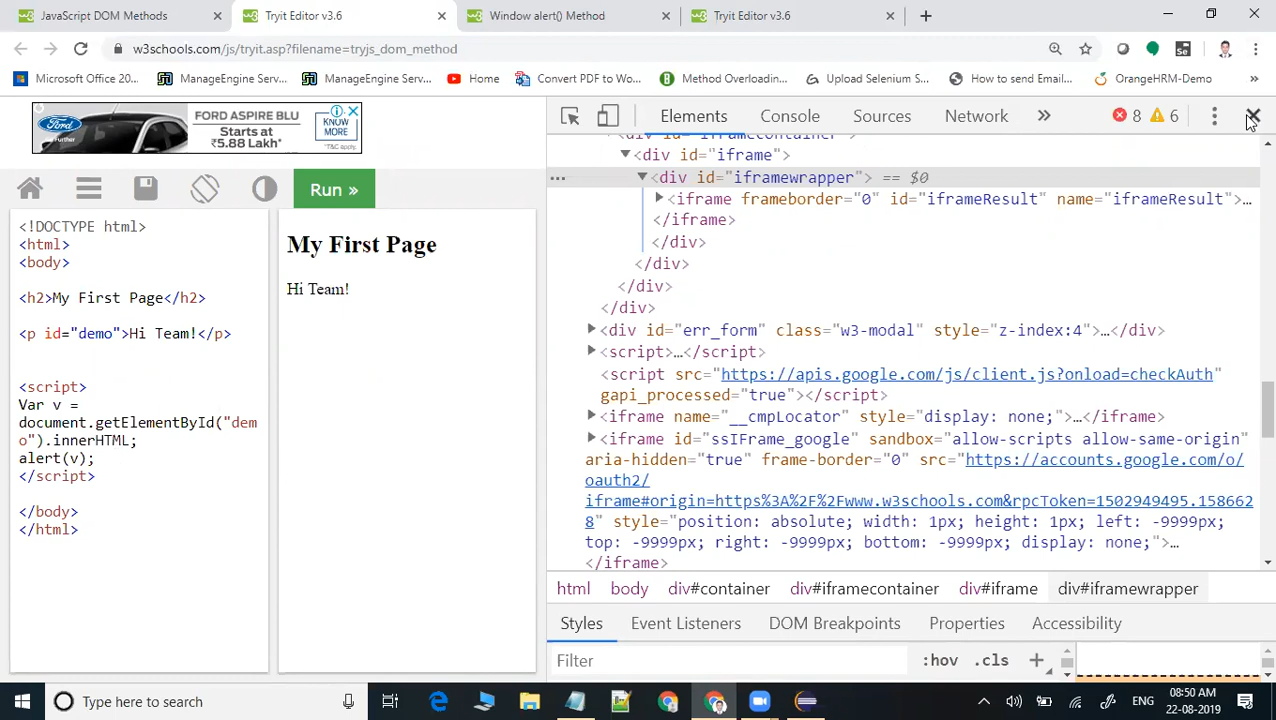 JavaScript DOM Methods
Tryit Editor v3.6
Window alert() Method
Tryit Editor v3.6
w3schools.com/js/tryit.asp?filename=tryjs_dom_method
Microsoft Office 20...
ManageEngine Serv...
ManageEngine Serv...
Home
Convert PDF to Wo...
Method Overloadin...
Upload Selenium S...
How to send Email...
OrangeHRM-Demo
»
Ford
FORD ASPIRE BLU
Starts at
₹5.88 Lakh*
KNOW
MORE
*T&C apply.
Run »
<!DOCTYPE html>
<html>
<body>
<h2>My First Page</h2>
<p id="demo">Hi Team!</p>
<script>
Var v =
document.getElementById("dem
o").innerHTML;
alert(v);
</script>
</body>
</html>
My First Page
Hi Team!
Elements
Console
Sources
Network
»
8
6
<div id="iframecontainer">
▼<div id="iframe">
... ▼<div id="iframewrapper"> == $0
▶<iframe frameborder="0" id="iframeResult" name="iframeResult">…
</iframe>
</div>
</div>
</div>
</div>
▶<div id="err_form" class="w3-modal" style="z-index:4">…</div>
▶<script>…</script>
<script src="https://apis.google.com/js/client.js?onload=checkAuth"
gapi_processed="true"></script>
▶<iframe name="__cmpLocator" style="display: none;">…</iframe>
▶<iframe id="ssIFrame_google" sandbox="allow-scripts allow-same-origin"
aria-hidden="true" frame-border="0" src="https://accounts.google.com/o/
oauth2/
iframe#origin=https%3A%2F%2Fwww.w3schools.com&rpcToken=1502949495.158662
8" style="position: absolute; width: 1px; height: 1px; left: -9999px;
top: -9999px; right: -9999px; bottom: -9999px; display: none;">…
</iframe>
html
body
div#container
div#iframecontainer
div#iframe
div#iframewrapper
Styles
Event Listeners
DOM Breakpoints
Properties
Accessibility
Filter
:hov
.cls
+
Type here to search
ENG
08:50 AM
22-08-2019